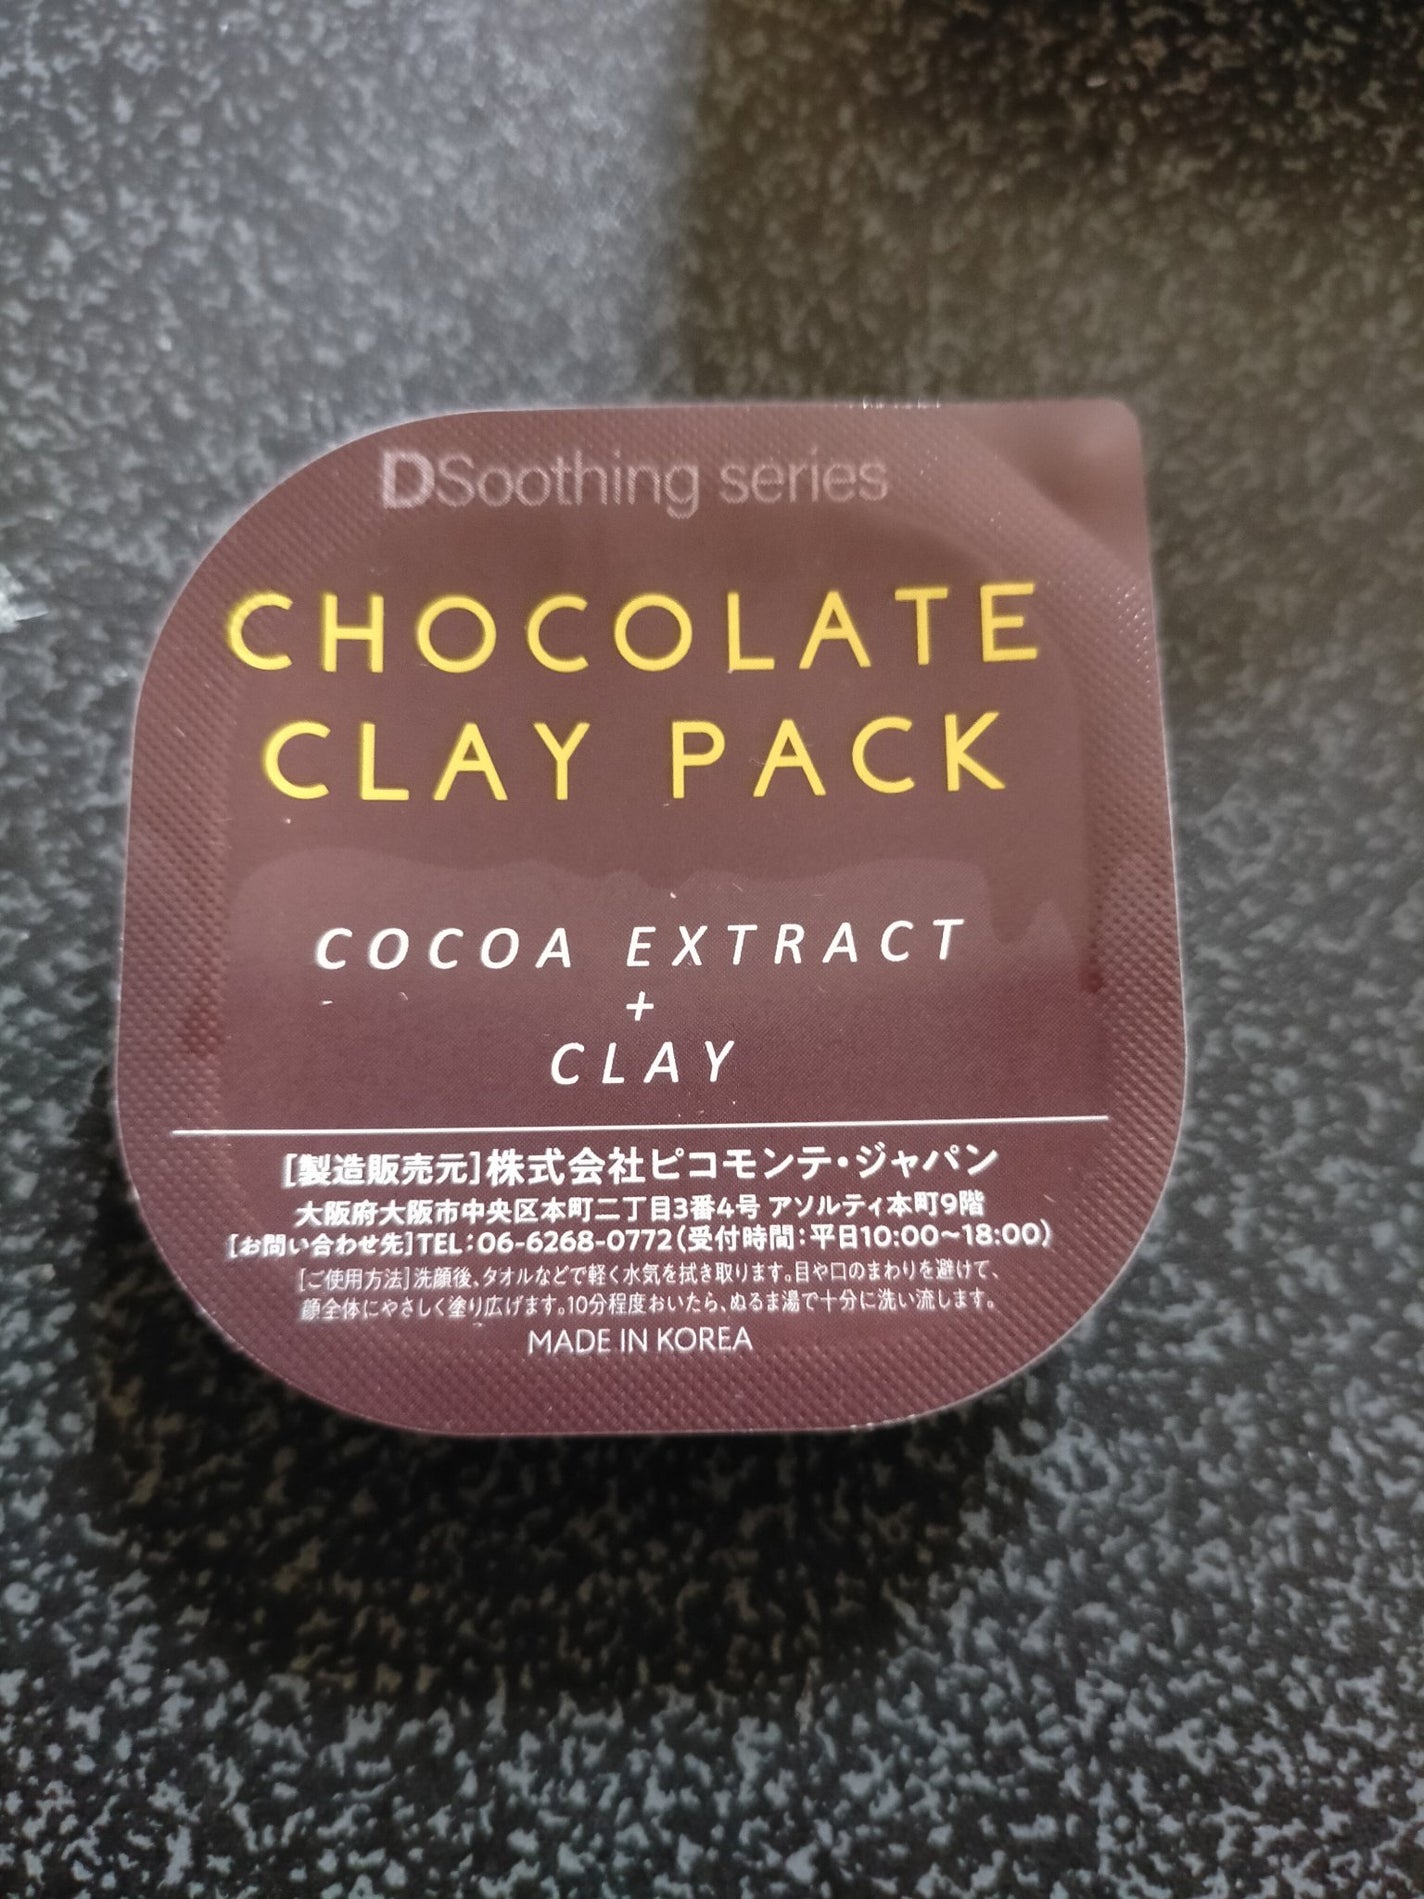 DSoothing series
CHOCOLATE
CLAY PACK
COCOA EXTRACT
+
CLAY
[製造販売元]株式会社ピコモンテ・ジャパン
大阪府大阪市中央区本町二丁目3番4号 アソルティ本町9階
[お問い合わせ先]TEL:06-6268-0772(受付時間:平日10:00~18:00)
[ご使用方法]洗顔後、タオルなどで軽く水気を拭き取ります。目や口のまわりを避けて、
顔全体にやさしく塗り広げます。10分程度おいたら、ぬるま湯で十分に洗い流します。
MADE IN KOREA